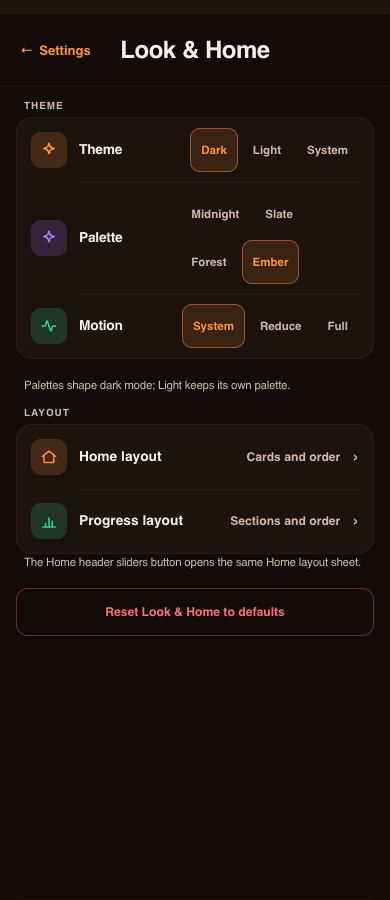 ← Settings Look & Home
THEME
Theme Dark Light System
Palette Midnight Slate
Forest Ember
Motion System Reduce Full
Palettes shape dark mode; Light keeps its own palette.
LAYOUT
Home layout Cards and order ›
Progress layout Sections and order ›
The Home header sliders button opens the same Home layout sheet.
Reset Look & Home to defaults